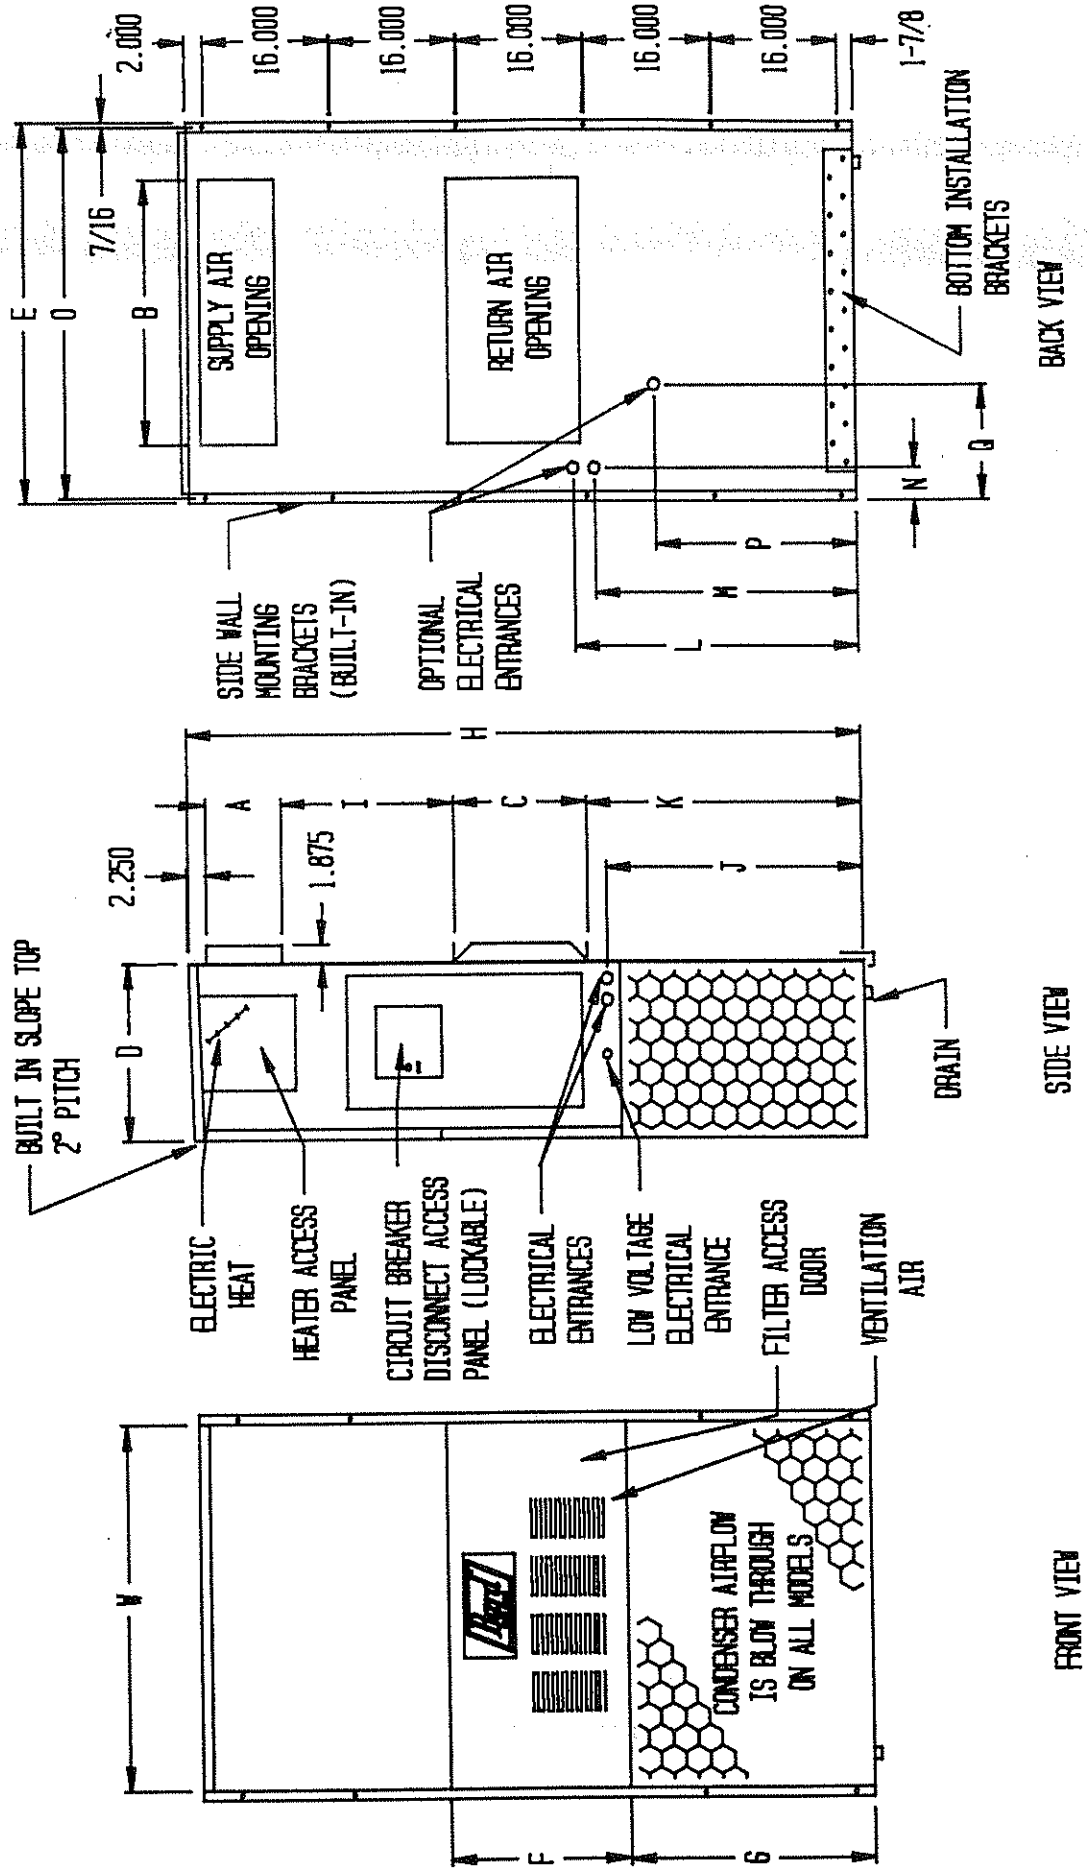 W
F
G
Bard
CONDENSER AIRFLOW
IS BLOW THROUGH
ON ALL MODELS
FILTER ACCESS
DOOR
VENTILATION
AIR
FRONT VIEW
BUILT IN SLOPE TOP
2° PITCH
D
2.250
A
I
1.875
C
K
J
H
ELECTRIC
HEAT
HEATER ACCESS
PANEL
CIRCUIT BREAKER
DISCONNECT ACCESS
PANEL (LOCKABLE)
ELECTRICAL
ENTRANCES
LOW VOLTAGE
ELECTRICAL
ENTRANCE
DRAIN
SIDE VIEW
E
O
7/16
B
2.000
16.000
16.000
16.000
16.000
16.000
1-7/8
SUPPLY AIR
OPENING
RETURN AIR
OPENING
SIDE WALL
MOUNTING
BRACKETS
(BUILT-IN)
OPTIONAL
ELECTRICAL
ENTRANCES
L
M
P
N
Q
BOTTOM INSTALLATION
BRACKETS
BACK VIEW